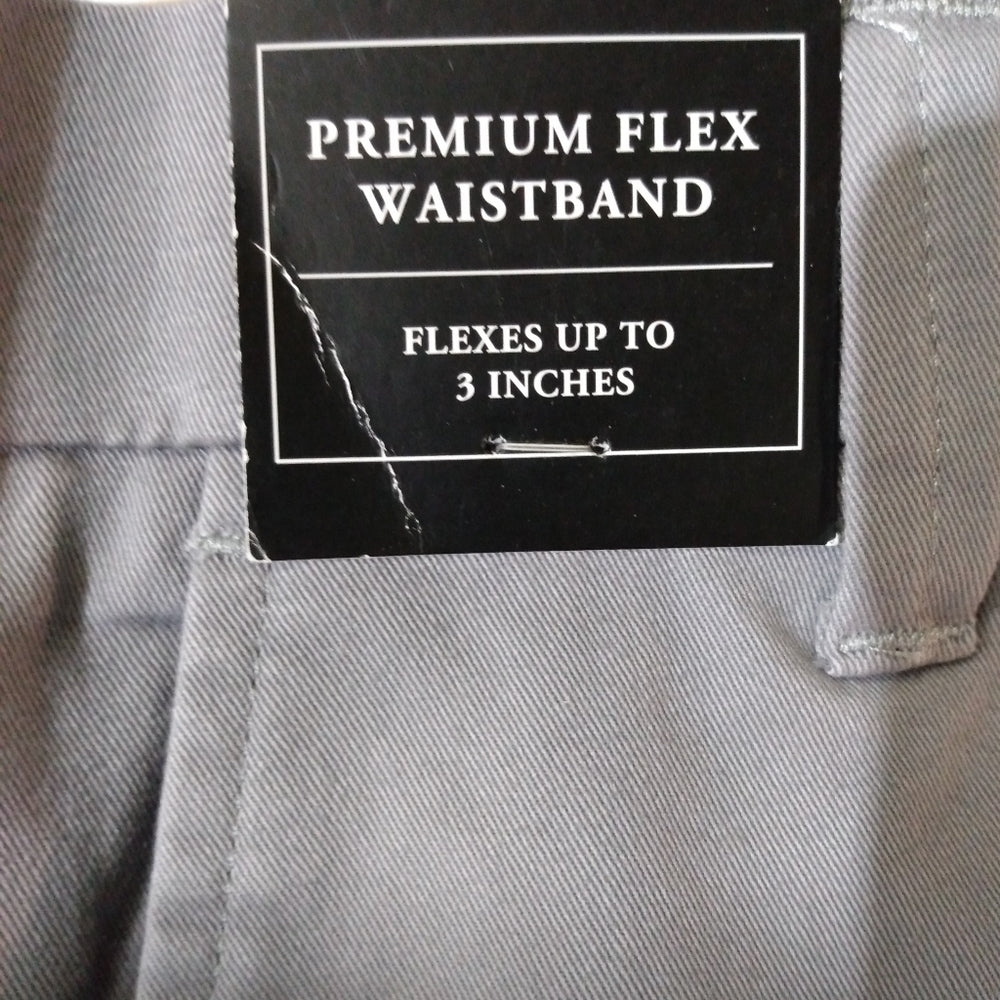 PREMIUM FLEX
WAISTBAND
FLEXES UP TO
3 INCHES